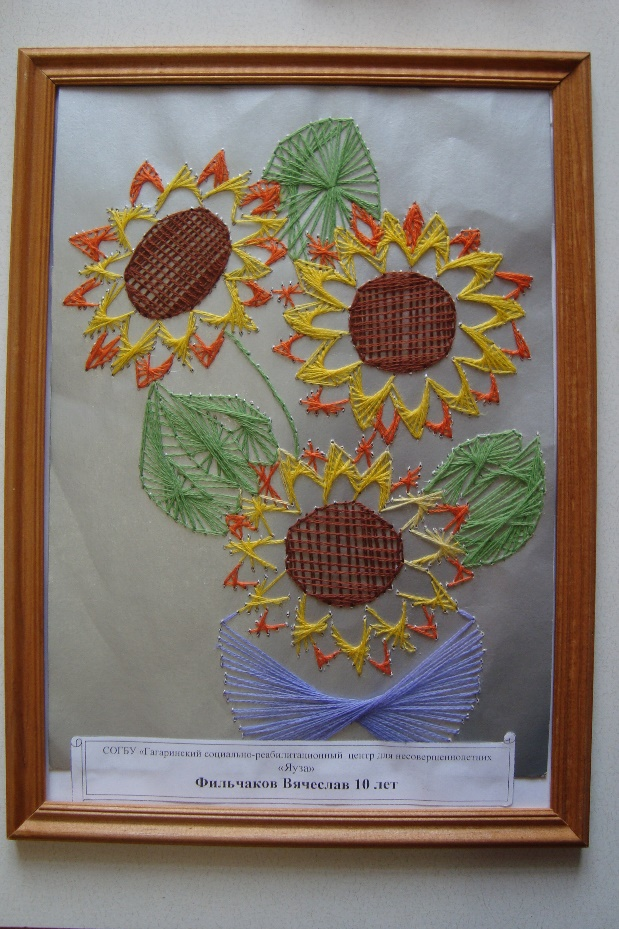 СОГБУ «Гагаринский социально-реабилитационный центр для несовершеннолетних
«Яуза»
Фильчаков Вячеслав 10 лет